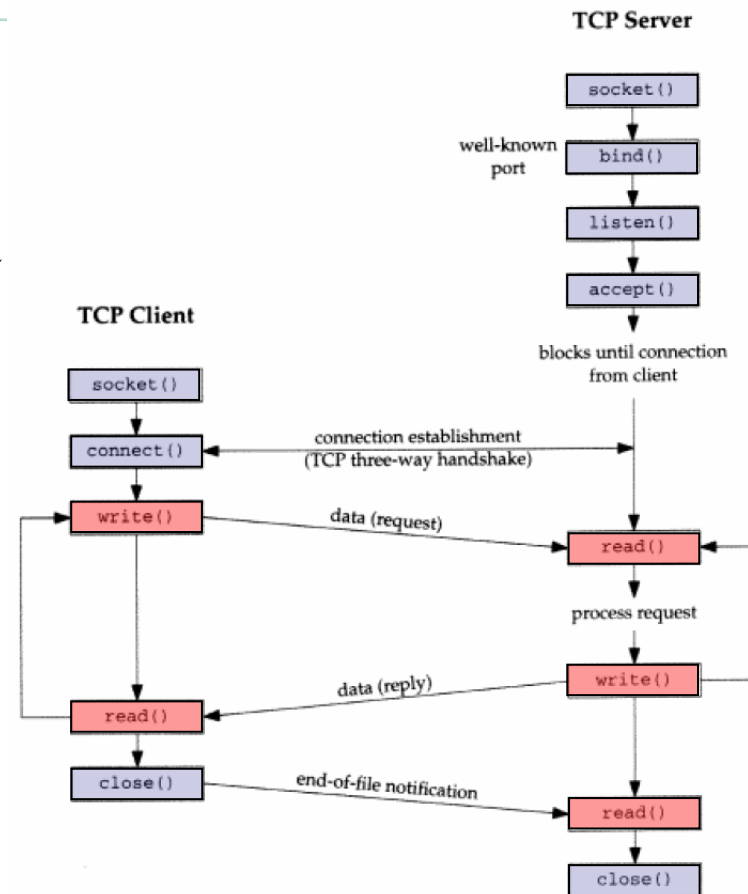 TCP Server
socket()
well-known
port
bind()
listen()
accept()
blocks until connection
from client
TCP Client
socket()
connect()
connection establishment
(TCP three-way handshake)
write()
data (request)
read()
process request
write()
data (reply)
read()
close()
end-of-file notification
read()
close()